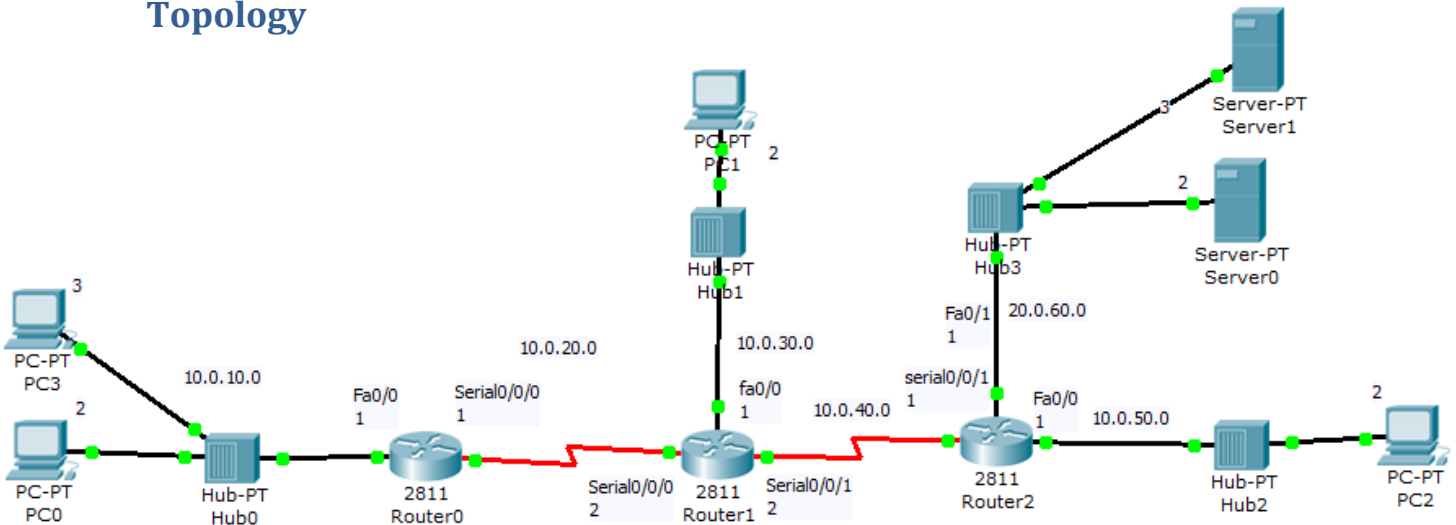 Topology
Server-PT
Server1
3
2
Server-PT
Server0
PC-PT
PC1
2
Hub-PT
Hub3
Hub-PT
Hub1
Fa0/1
1
20.0.60.0
3
PC-PT
PC3
10.0.10.0
10.0.20.0
10.0.30.0
Fa0/0
1
Serial0/0/0
1
fa0/0
1
10.0.40.0
serial0/0/1
1
Fa0/0
1
10.0.50.0
2
2
PC-PT
PC0
Hub-PT
Hub0
2811
Router0
Serial0/0/0
2
2811
Router1
Serial0/0/1
2
2811
Router2
Hub-PT
Hub2
PC-PT
PC2